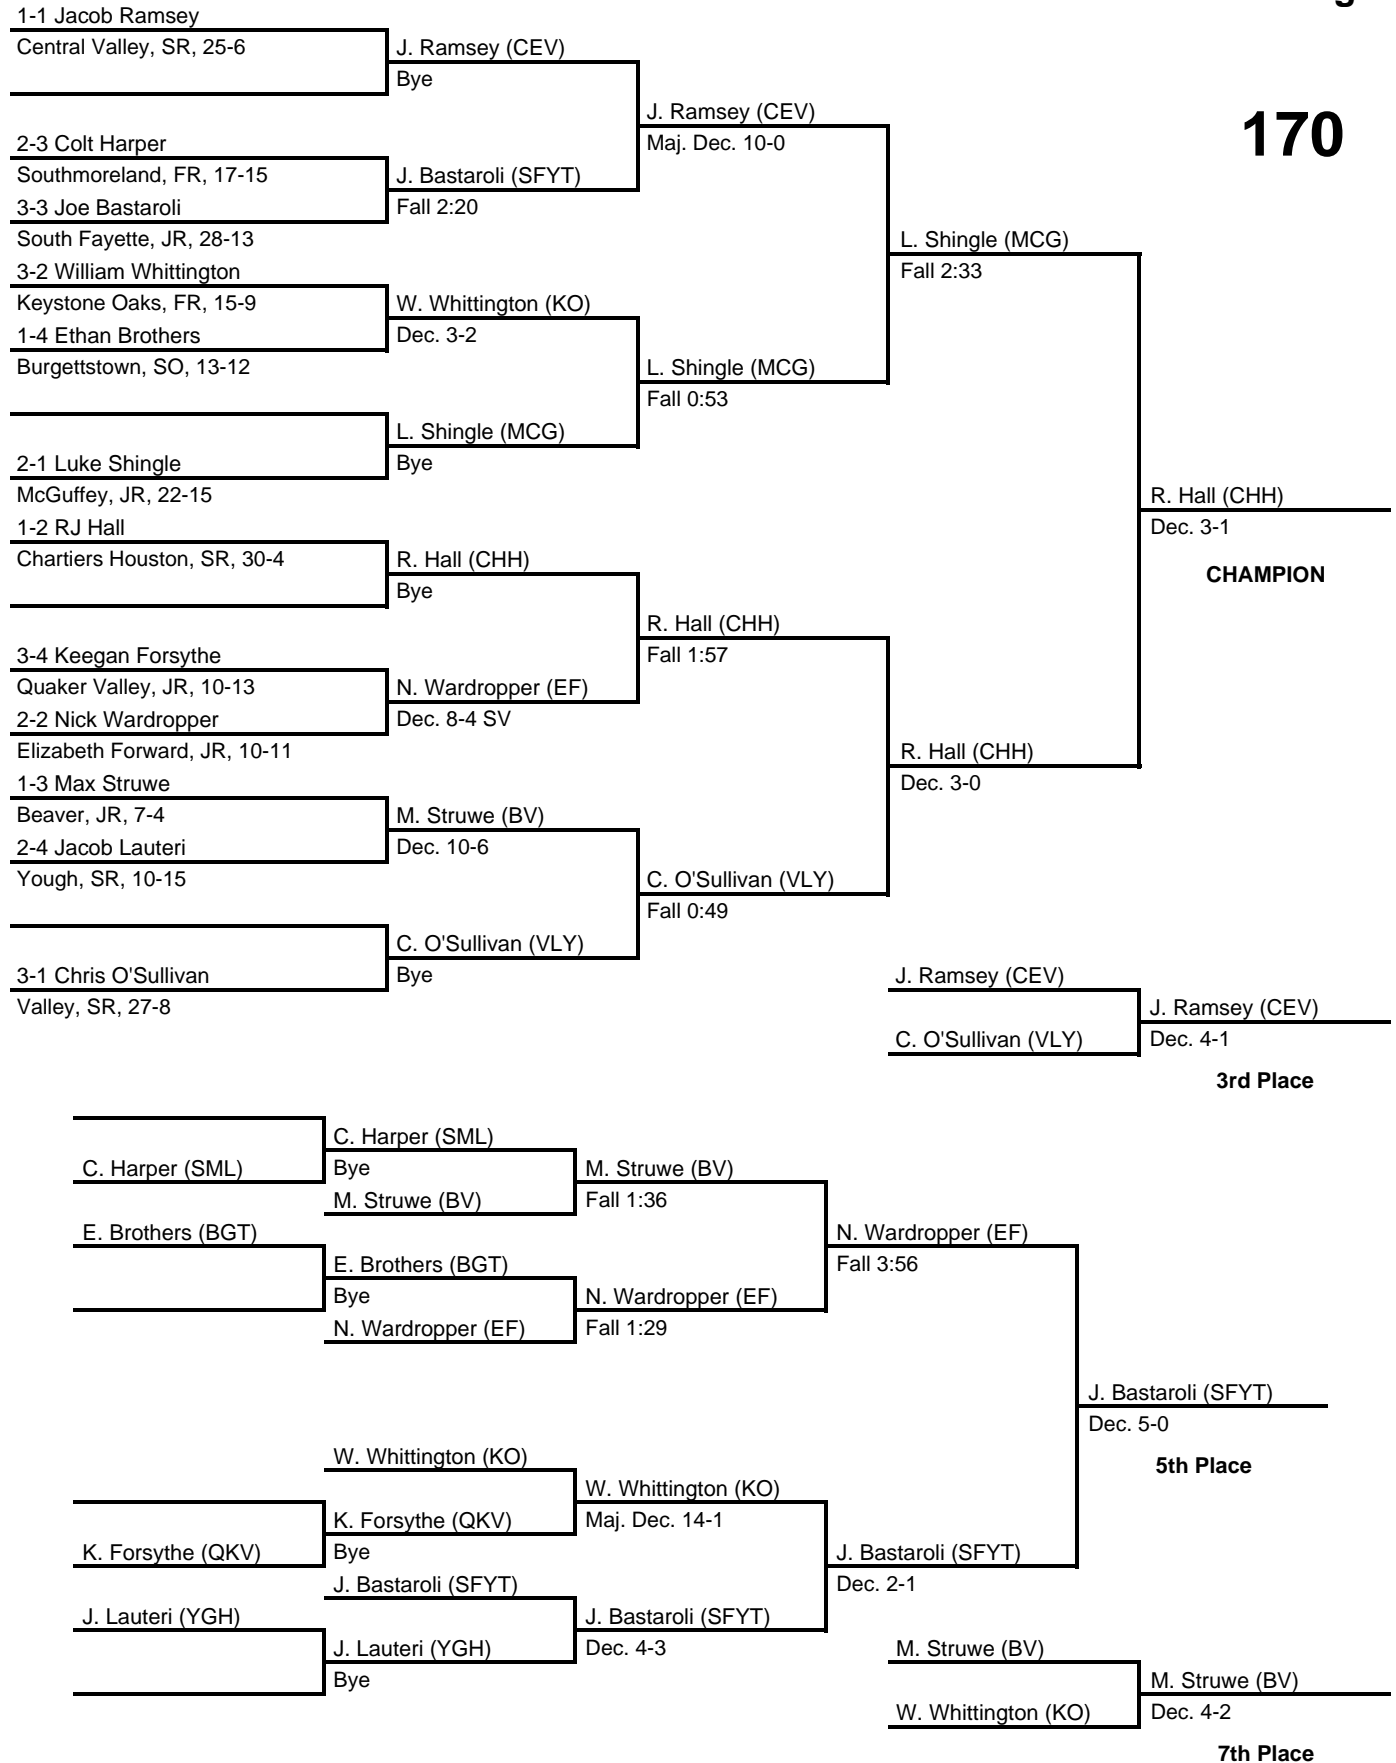 170
1-1 Jacob Ramsey
Central Valley, SR, 25-6
2-3 Colt Harper
Southmoreland, FR, 17-15
3-3 Joe Bastaroli
South Fayette, JR, 28-13
3-2 William Whittington
Keystone Oaks, FR, 15-9
1-4 Ethan Brothers
Burgettstown, SO, 13-12
2-1 Luke Shingle
McGuffey, JR, 22-15
1-2 RJ Hall
Chartiers Houston, SR, 30-4
3-4 Keegan Forsythe
Quaker Valley, JR, 10-13
2-2 Nick Wardropper
Elizabeth Forward, JR, 10-11
1-3 Max Struwe
Beaver, JR, 7-4
2-4 Jacob Lauteri
Yough, SR, 10-15
3-1 Chris O'Sullivan
Valley, SR, 27-8
J. Ramsey (CEV)
Bye
J. Bastaroli (SFYT)
Fall 2:20
W. Whittington (KO)
Dec. 3-2
L. Shingle (MCG)
Bye
R. Hall (CHH)
Bye
N. Wardropper (EF)
Dec. 8-4 SV
M. Struwe (BV)
Dec. 10-6
C. O'Sullivan (VLY)
Bye
J. Ramsey (CEV)
Maj. Dec. 10-0
L. Shingle (MCG)
Fall 0:53
R. Hall (CHH)
Fall 1:57
C. O'Sullivan (VLY)
Fall 0:49
L. Shingle (MCG)
Fall 2:33
R. Hall (CHH)
Dec. 3-0
R. Hall (CHH)
Dec. 3-1
CHAMPION
J. Ramsey (CEV)
C. O'Sullivan (VLY)
J. Ramsey (CEV)
Dec. 4-1
3rd Place
C. Harper (SML)
E. Brothers (BGT)
C. Harper (SML)
Bye
M. Struwe (BV)
E. Brothers (BGT)
Bye
N. Wardropper (EF)
M. Struwe (BV)
Fall 1:36
N. Wardropper (EF)
Fall 1:29
N. Wardropper (EF)
Fall 3:56
K. Forsythe (QKV)
J. Lauteri (YGH)
W. Whittington (KO)
K. Forsythe (QKV)
Bye
J. Bastaroli (SFYT)
J. Lauteri (YGH)
Bye
W. Whittington (KO)
Maj. Dec. 14-1
J. Bastaroli (SFYT)
Dec. 4-3
J. Bastaroli (SFYT)
Dec. 2-1
J. Bastaroli (SFYT)
Dec. 5-0
5th Place
M. Struwe (BV)
W. Whittington (KO)
M. Struwe (BV)
Dec. 4-2
7th Place